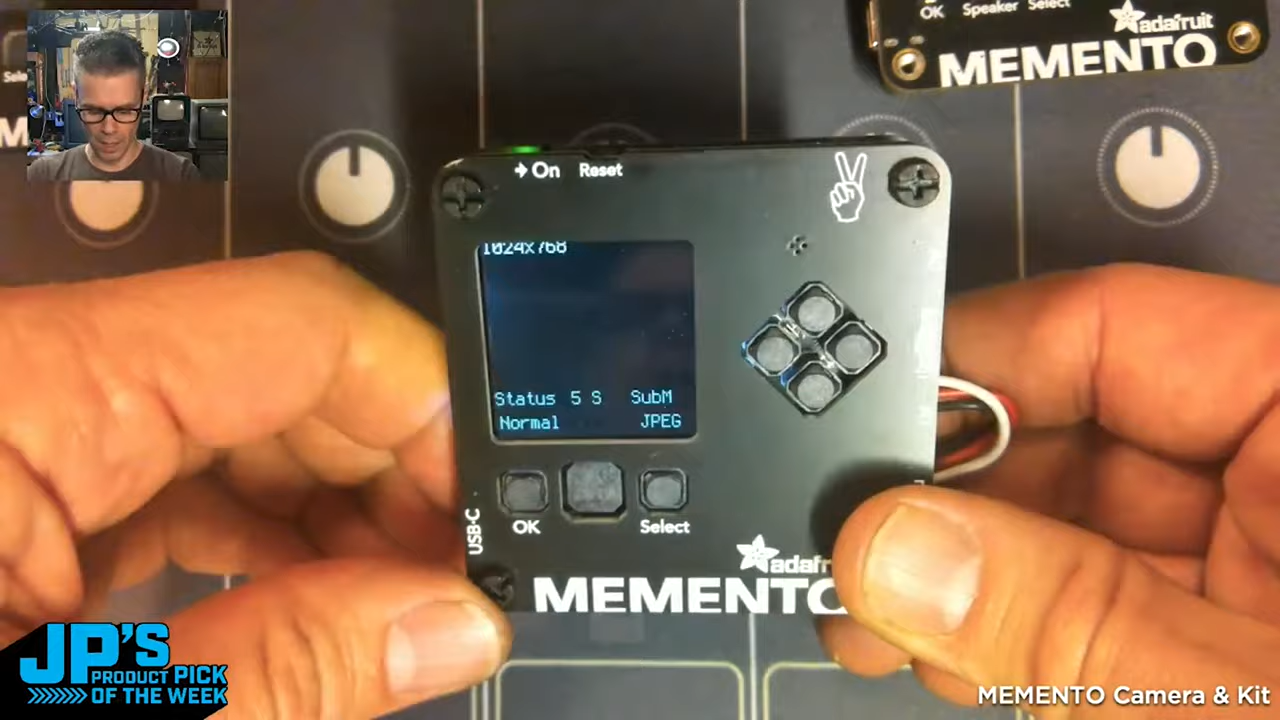 OK Speaker Select
adafruit
MEMENTO
M
On Reset
1024x768
Status 5 S SubM
Normal JPEG
OK Select
USB-C
adafr
MEMENTO
JP'S
PRODUCT PICK
OF THE WEEK
MEMENTO Camera & Kit